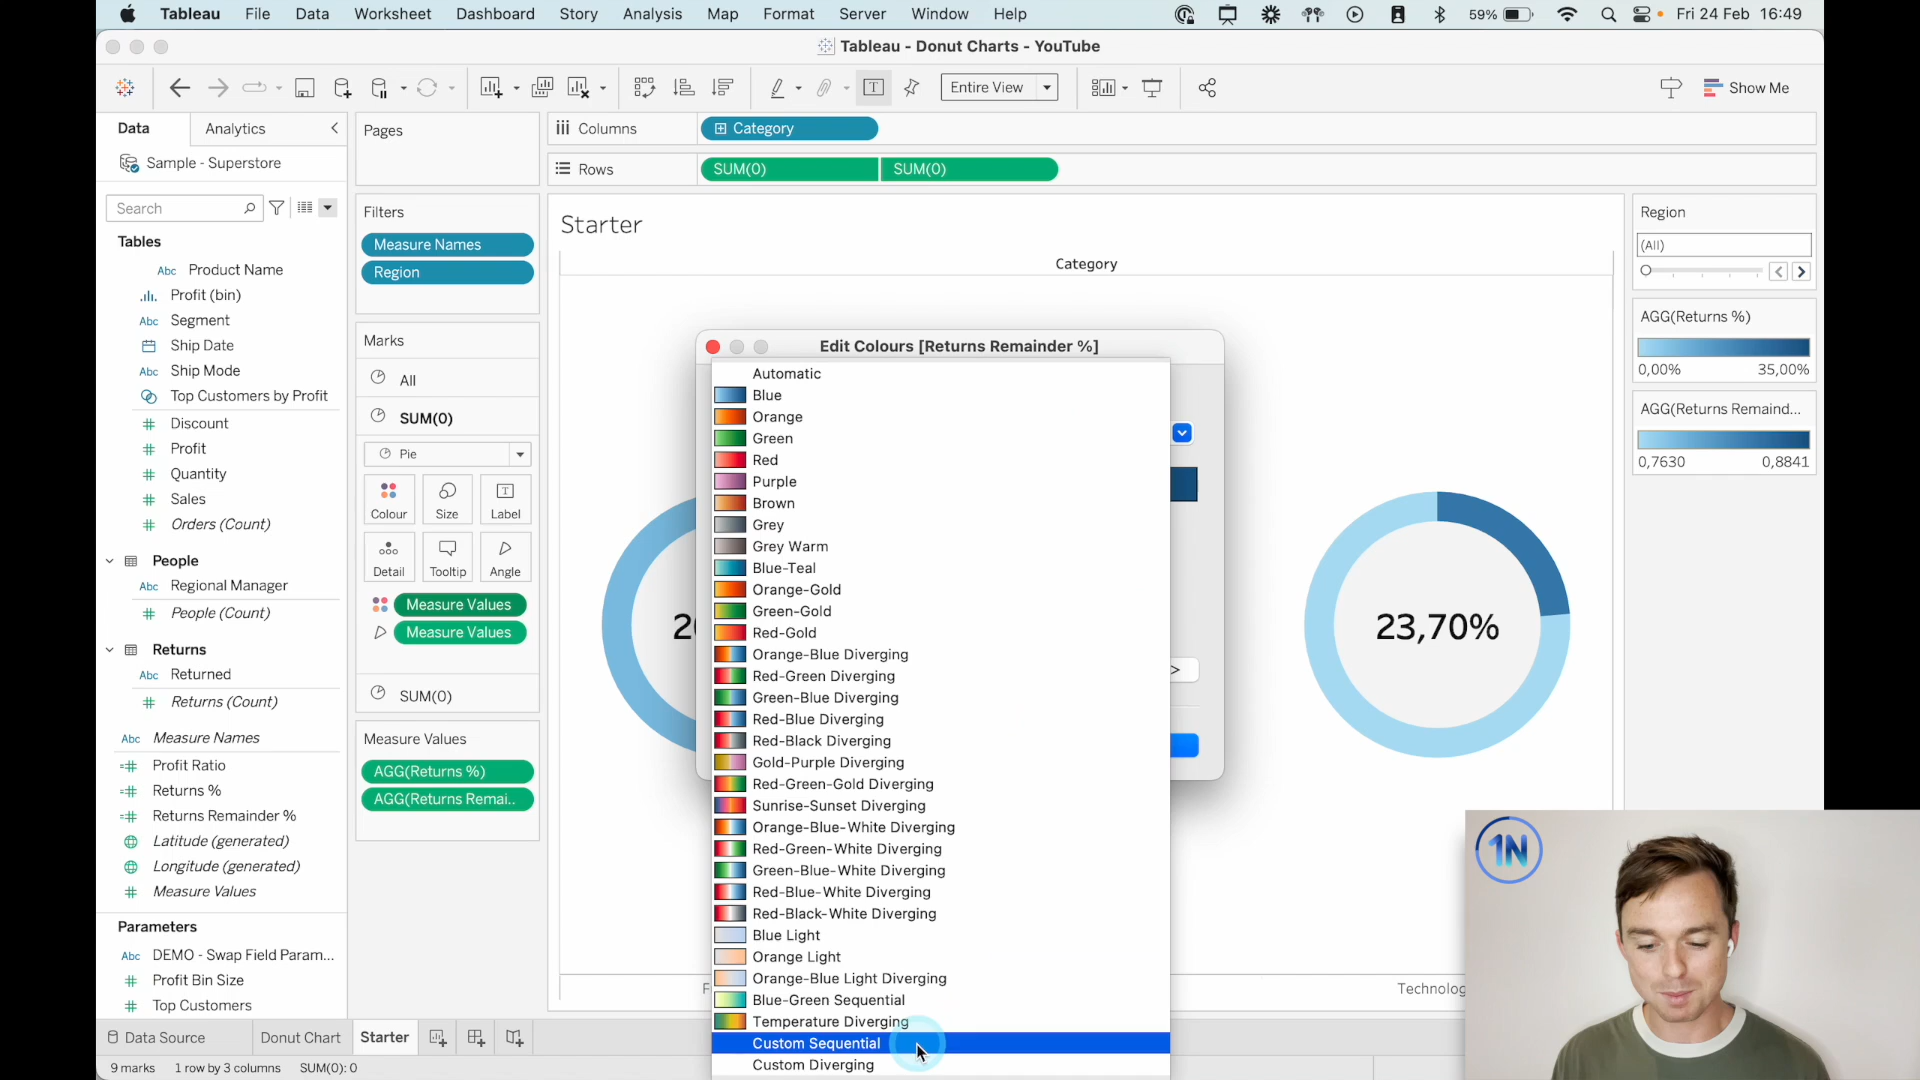 Tableau File Data Worksheet Dashboard Story Analysis Map Format Server Window Help 59% Fri 24 Feb 16:49
Tableau - Donut Charts - YouTube
Entire View
Show Me
Data Analytics
Sample - Superstore
Search
Tables
Abc Product Name
Profit (bin)
Abc Segment
Ship Date
Abc Ship Mode
Top Customers by Profit
Discount
Profit
Quantity
Sales
Orders (Count)
People
Abc Regional Manager
People (Count)
Returns
Abc Returned
Returns (Count)
Abc Measure Names
Profit Ratio
Returns %
Returns Remainder %
Latitude (generated)
Longitude (generated)
Measure Values
Parameters
Abc DEMO - Swap Field Param...
Profit Bin Size
Top Customers
Pages
Filters
Measure Names
Region
Marks
All
SUM(0)
Pie
Colour Size Label
Detail Tooltip Angle
Measure Values
Measure Values
SUM(0)
Measure Values
AGG(Returns %)
AGG(Returns Remai..
Columns Category
Rows SUM(0) SUM(0)
Starter
Category
Edit Colours [Returns Remainder %]
Automatic
Blue
Orange
Green
Red
Purple
Brown
Grey
Grey Warm
Blue-Teal
Orange-Gold
Green-Gold
Red-Gold
Orange-Blue Diverging
Red-Green Diverging
Green-Blue Diverging
Red-Blue Diverging
Red-Black Diverging
Gold-Purple Diverging
Red-Green-Gold Diverging
Sunrise-Sunset Diverging
Orange-Blue-White Diverging
Red-Green-White Diverging
Green-Blue-White Diverging
Red-Blue-White Diverging
Red-Black-White Diverging
Blue Light
Orange Light
Orange-Blue Light Diverging
Blue-Green Sequential
Temperature Diverging
Custom Sequential
Custom Diverging
>
23,70%
Technolog
Region
(All)
AGG(Returns %)
0,00% 35,00%
AGG(Returns Remaind...
0,7630 0,8841
1N
Data Source Donut Chart Starter
9 marks 1 row by 3 columns SUM(0): 0